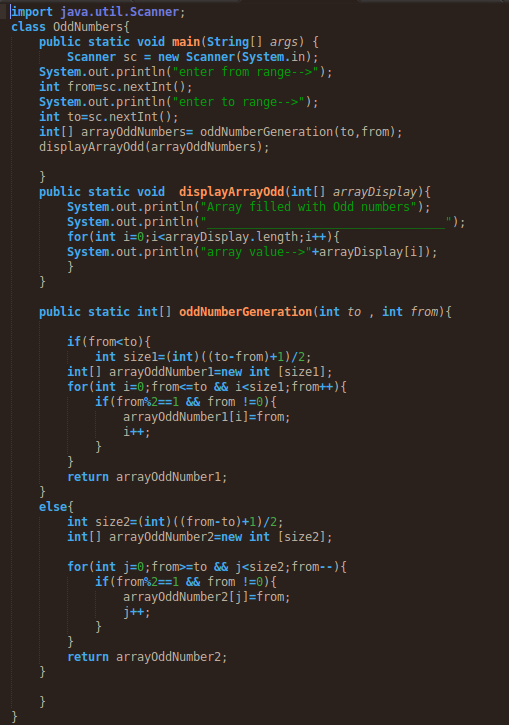 import java.util.Scanner;
class OddNumbers{
    public static void main(String[] args) {
        Scanner sc = new Scanner(System.in);
    System.out.println("enter from range-->");
    int from=sc.nextInt();
    System.out.println("enter to range-->");
    int to=sc.nextInt();
    int[] arrayOddNumbers= oddNumberGeneration(to,from);
    displayArrayOdd(arrayOddNumbers);

    }
    public static void  displayArrayOdd(int[] arrayDisplay){
        System.out.println("Array filled with Odd numbers");
        System.out.println("__________________________________");
        for(int i=0;i<arrayDisplay.length;i++){
        System.out.println("array value-->"+arrayDisplay[i]);
        }
    }

    public static int[] oddNumberGeneration(int to , int from){

        if(from<to){
            int size1=(int)((to-from)+1)/2;
        int[] arrayOddNumber1=new int [size1];
        for(int i=0;from<=to && i<size1;from++){
            if(from%2==1 && from !=0){
                arrayOddNumber1[i]=from;
                i++;
            }
        }
        return arrayOddNumber1;
    }
    else{
        int size2=(int)((from-to)+1)/2;
        int[] arrayOddNumber2=new int [size2];

        for(int j=0;from>=to && j<size2;from--){
            if(from%2==1 && from !=0){
                arrayOddNumber2[j]=from;
                j++;
            }
        }
        return arrayOddNumber2;
    }

    }
}